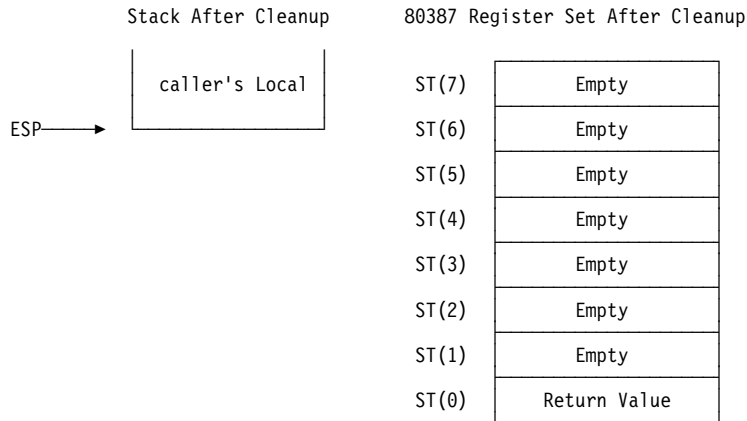 Stack After Cleanup 80387 Register Set After Cleanup
caller's Local ST(7) Empty
ESP ST(6) Empty
ST(5) Empty
ST(4) Empty
ST(3) Empty
ST(2) Empty
ST(1) Empty
ST(0) Return Value